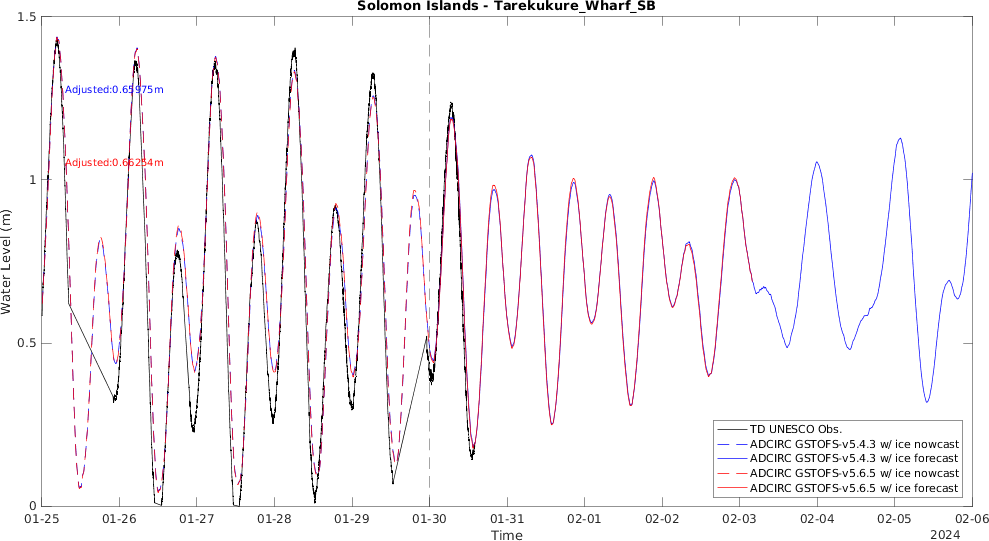 Solomon Islands - Tarekukure_Wharf_SB
1.5
1
0.5
0
Water Level (m)
Adjusted:0.65975m
Adjusted:0.66254m
TD UNESCO Obs.
ADCIRC GSTOFS-v5.4.3 w/ ice nowcast
ADCIRC GSTOFS-v5.4.3 w/ ice forecast
ADCIRC GSTOFS-v5.6.5 w/ ice nowcast
ADCIRC GSTOFS-v5.6.5 w/ ice forecast
01-25 01-26 01-27 01-28 01-29 01-30 01-31 02-01 02-02 02-03 02-04 02-05 02-06
Time
2024